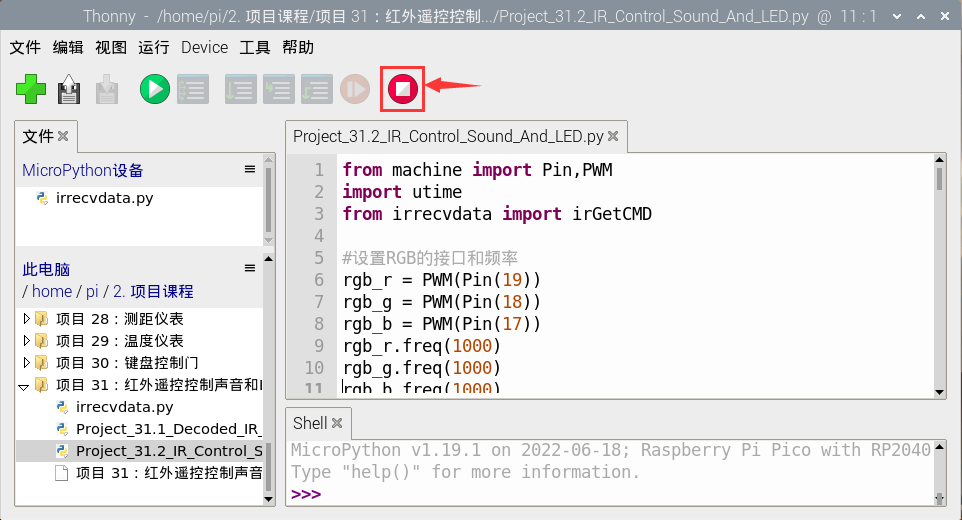 Thonny - /home/pi/2. 项目课程/项目 31：红外遥控控制.../Project_31.2_IR_Control_Sound_And_LED.py @ 11 : 1
文件 编辑 视图 运行 Device 工具 帮助
文件
MicroPython设备
irrecvdata.py
此电脑
/ home / pi / 2. 项目课程
项目 28：测距仪表
项目 29：温度仪表
项目 30：键盘控制门
项目 31：红外遥控控制声音和
irrecvdata.py
Project_31.1_Decoded_IR_
Project_31.2_IR_Control_S
项目 31：红外遥控控制声音
Project_31.2_IR_Control_Sound_And_LED.py
1 from machine import Pin,PWM
2 import utime
3 from irrecvdata import irGetCMD
4
5 #设置RGB的接口和频率
6 rgb_r = PWM(Pin(19))
7 rgb_g = PWM(Pin(18))
8 rgb_b = PWM(Pin(17))
9 rgb_r.freq(1000)
10 rgb_g.freq(1000)
11 rgb_b.freq(1000)
Shell
MicroPython v1.19.1 on 2022-06-18; Raspberry Pi Pico with RP2040
Type "help()" for more information.
>>>